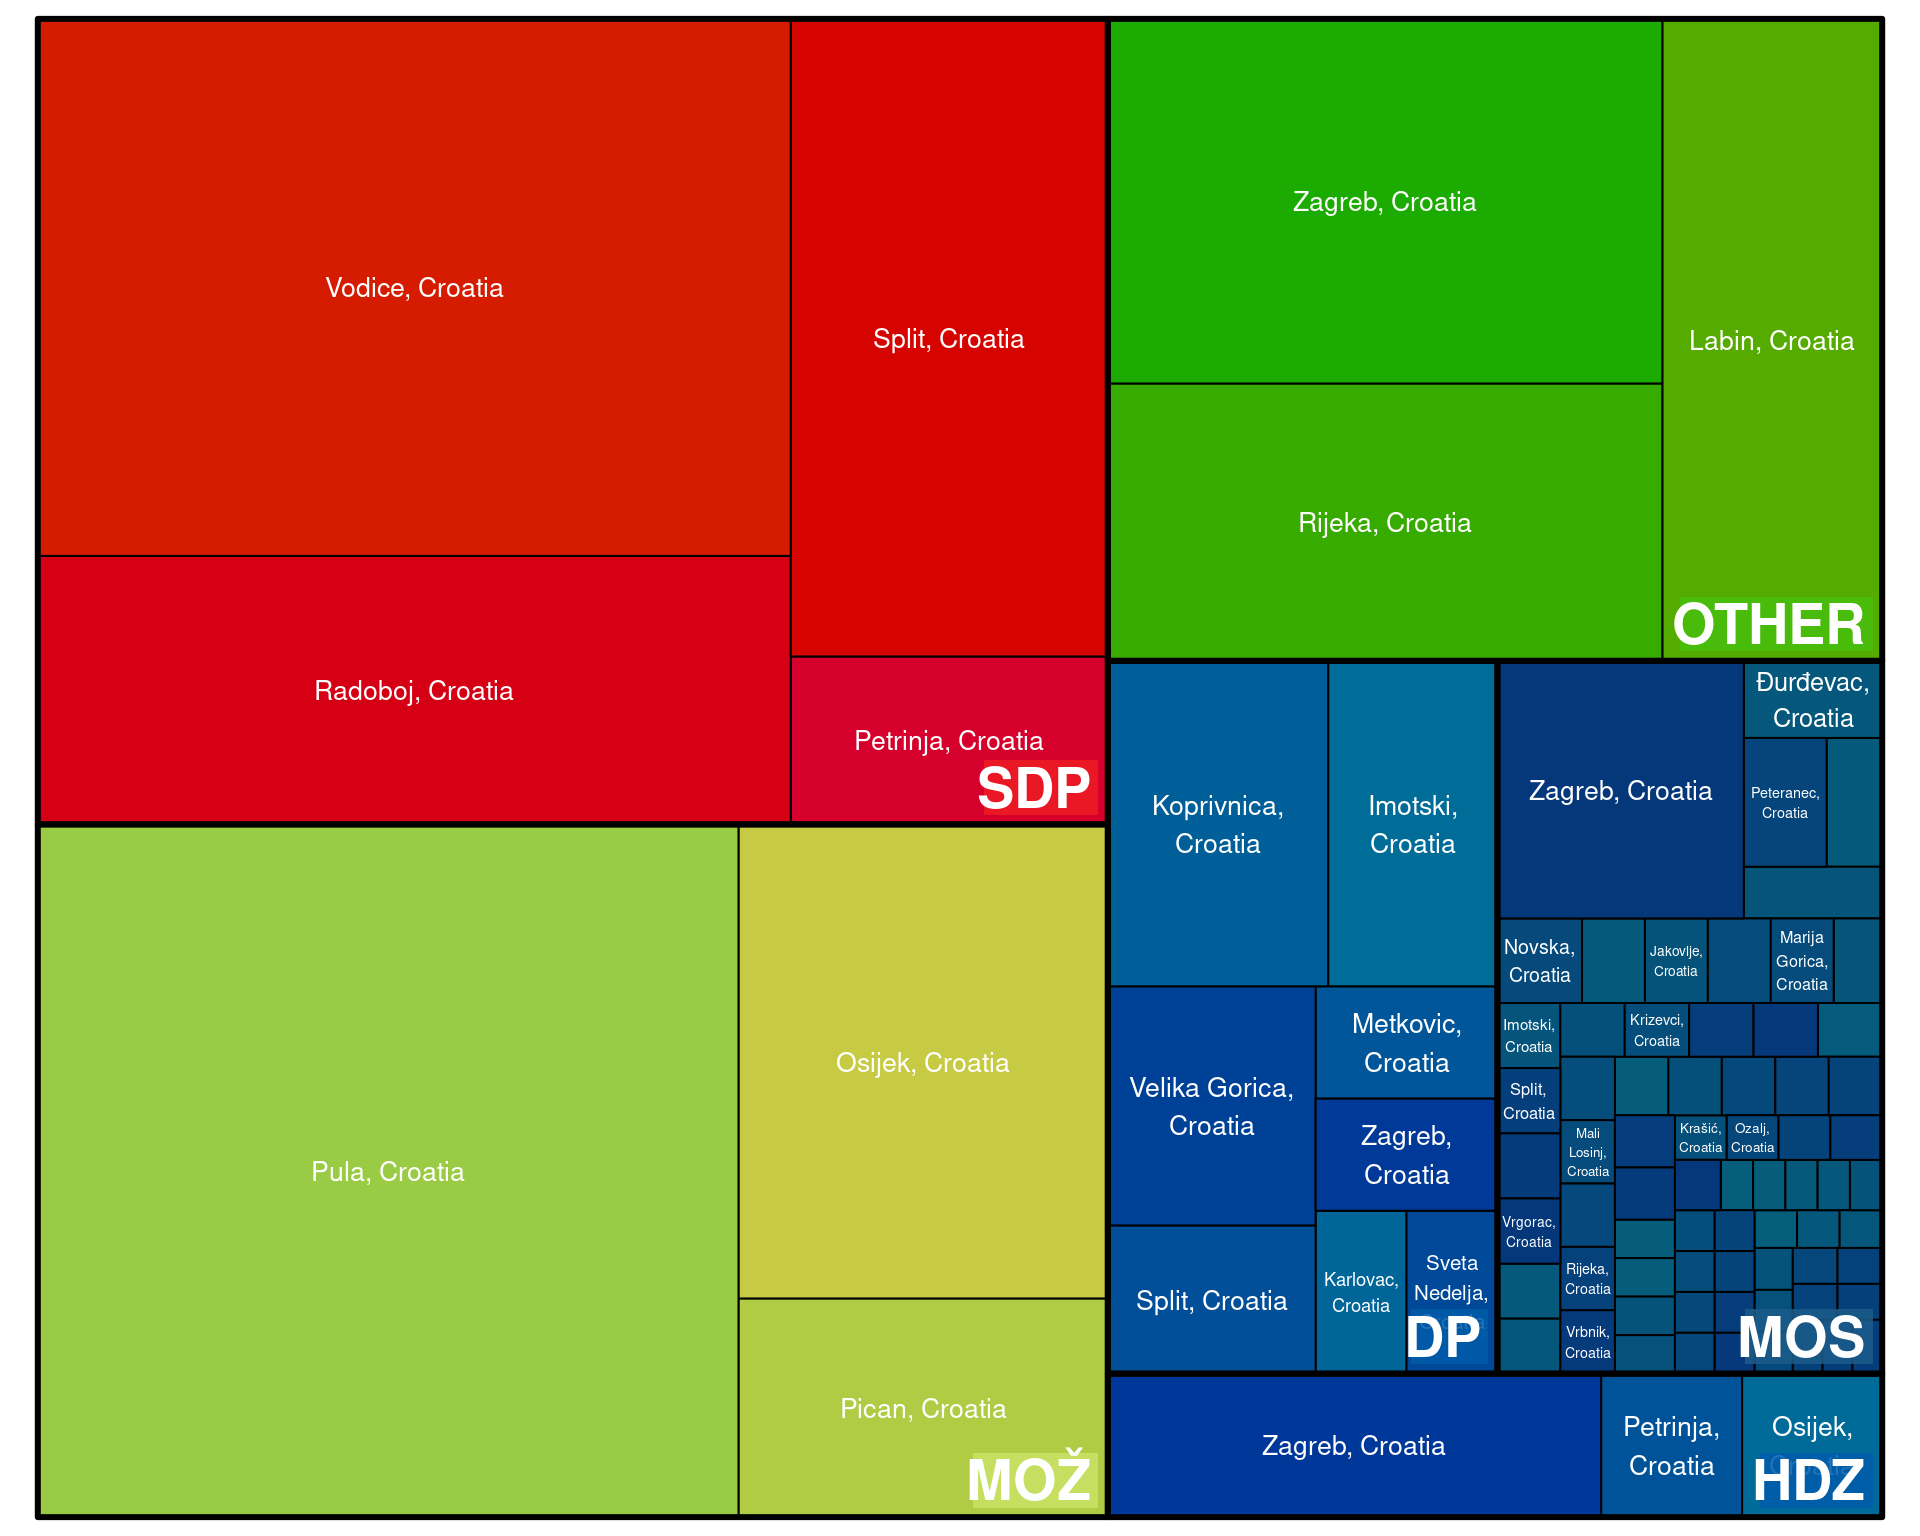 Vodice, Croatia
Split, Croatia
Radoboj, Croatia
Petrinja, Croatia
SDP
Pula, Croatia
Osijek, Croatia
Pican, Croatia
MOŽ
Zagreb, Croatia
Labin, Croatia
Rijeka, Croatia
OTHER
Koprivnica,
Croatia
Imotski,
Croatia
Velika Gorica,
Croatia
Metkovic,
Croatia
Zagreb,
Croatia
Split, Croatia
Karlovac,
Croatia
Sveta
Nedelja,
Croatia
DP
Zagreb, Croatia
Đurđevac,
Croatia
Peteranec,
Croatia
Novska,
Croatia
Jakovlje,
Croatia
Marija
Gorica,
Croatia
Imotski,
Croatia
Krizevci,
Croatia
Split,
Croatia
Mali
Losinj,
Croatia
Krašić,
Croatia
Ozalj,
Croatia
Vrgorac,
Croatia
Rijeka,
Croatia
Vrbnik,
Croatia
MOS
Zagreb, Croatia
Petrinja,
Croatia
Osijek,
Croatia
HDZ